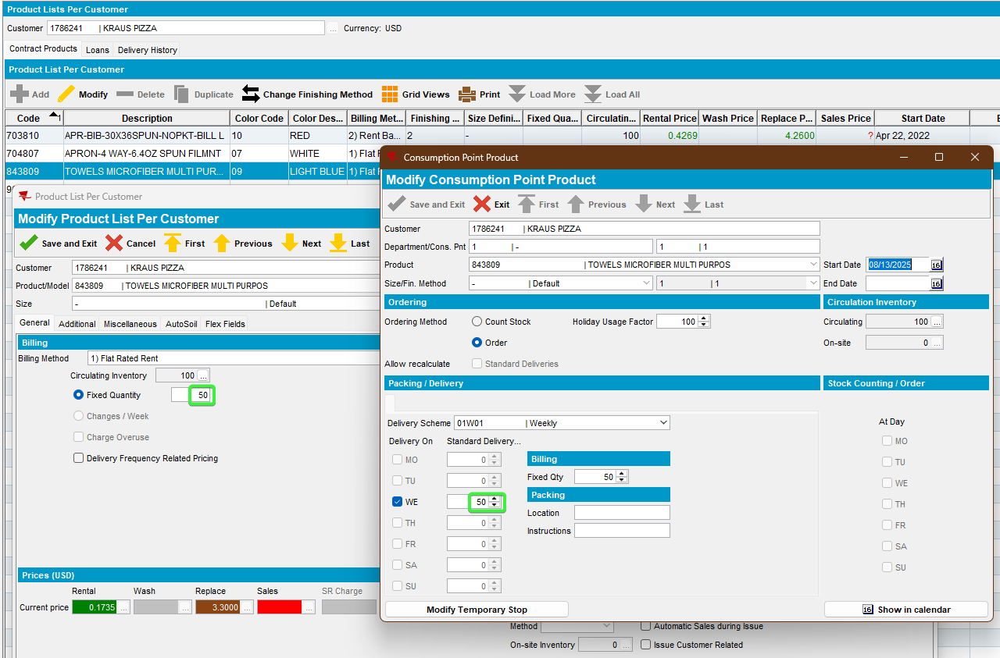 Product Lists Per Customer
Customer 1786241 | KRAUS PIZZA ... Currency: USD
Contract Products Loans Delivery History
Product List Per Customer
Add Modify Delete Duplicate Change Finishing Method Grid Views Print Load More Load All
Code 1 Description Color Code Color Des... Billing Met... Finishing ... Size Defini... Fixed Qua... Circulatin... Rental Price Wash Price Replace P... Sales Price Start Date
703810 APR-BIB-30X36SPUN-NOPKT-BILL L 10 RED 2) Rent Ba... 2 - 100 0.4269 4.2600 ? Apr 22, 2022
704807 APRON-4 WAY-6.4OZ SPUN FILMNT 07 WHITE 1) Flat
843809 TOWELS MICROFIBER MULTI PUR... 09 LIGHT BLUE 1) Flat
Product List Per Customer
Modify Product List Per Customer
Save and Exit Cancel First Previous Next Last
Customer 1786241 | KRAUS PIZZA
Product/Model 843809 | TOWELS MICROFIBER MULTI PURPOS
Size - | Default
General Additional Miscellaneous AutoSoil Flex Fields
Billing
Billing Method 1) Flat Rated Rent
Circulating Inventory 100 ...
Fixed Quantity 50
Changes / Week
Charge Overuse
Delivery Frequency Related Pricing
Prices (USD)
Rental Wash Replace Sales SR Charge
Current price 0.1735 ... ... 3.3000 ... ...
Method Automatic Sales during Issue
On-site Inventory 0 ... Issue Customer Related
Consumption Point Product
Modify Consumption Point Product
Save and Exit Exit First Previous Next Last
Customer 1786241 | KRAUS PIZZA
Department/Cons. Pnt 1 | - 1 | 1
Product 843809 | TOWELS MICROFIBER MULTI PURPOS Start Date 08/13/2025 16
Size/Fin. Method - | Default 1 | 1 End Date 16
Ordering Circulation Inventory
Ordering Method Count Stock Holiday Usage Factor 100 Circulating 100 ...
Order On-site 0 ...
Allow recalculate Standard Deliveries
Packing / Delivery Stock Counting / Order
Delivery Scheme 01W01 | Weekly At Day
Delivery On Standard Delivery... MO
MO 0 Billing TU
TU 0 Fixed Qty 50 WE
WE 50 Packing TH
TH 0 Location FR
FR 0 Instructions SA
SA 0 SU
SU 0
Modify Temporary Stop 16 Show in calendar